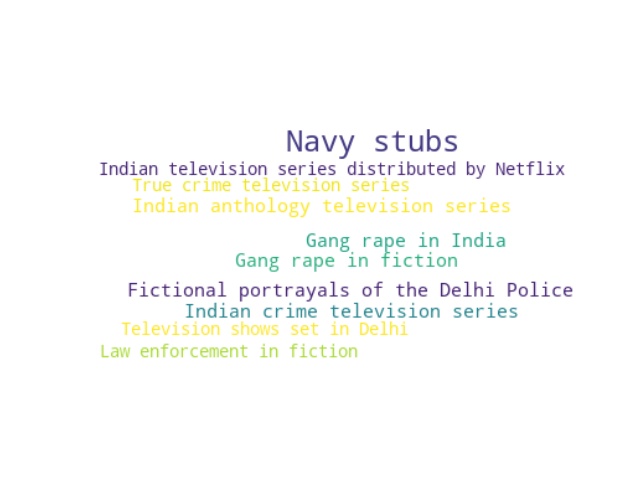 Navy stubs
Indian television series distributed by Netflix
True crime television series
Indian anthology television series
Gang rape in India
Gang rape in fiction
Fictional portrayals of the Delhi Police
Indian crime television series
Television shows set in Delhi
Law enforcement in fiction